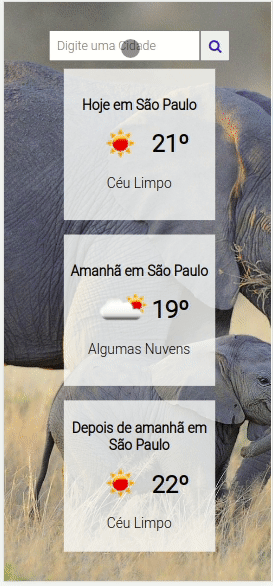 Digite uma Cidade
Hoje em São Paulo
21º
Céu Limpo
Amanhã em São Paulo
19º
Algumas Nuvens
Depois de amanhã em
São Paulo
22º
Céu Limpo